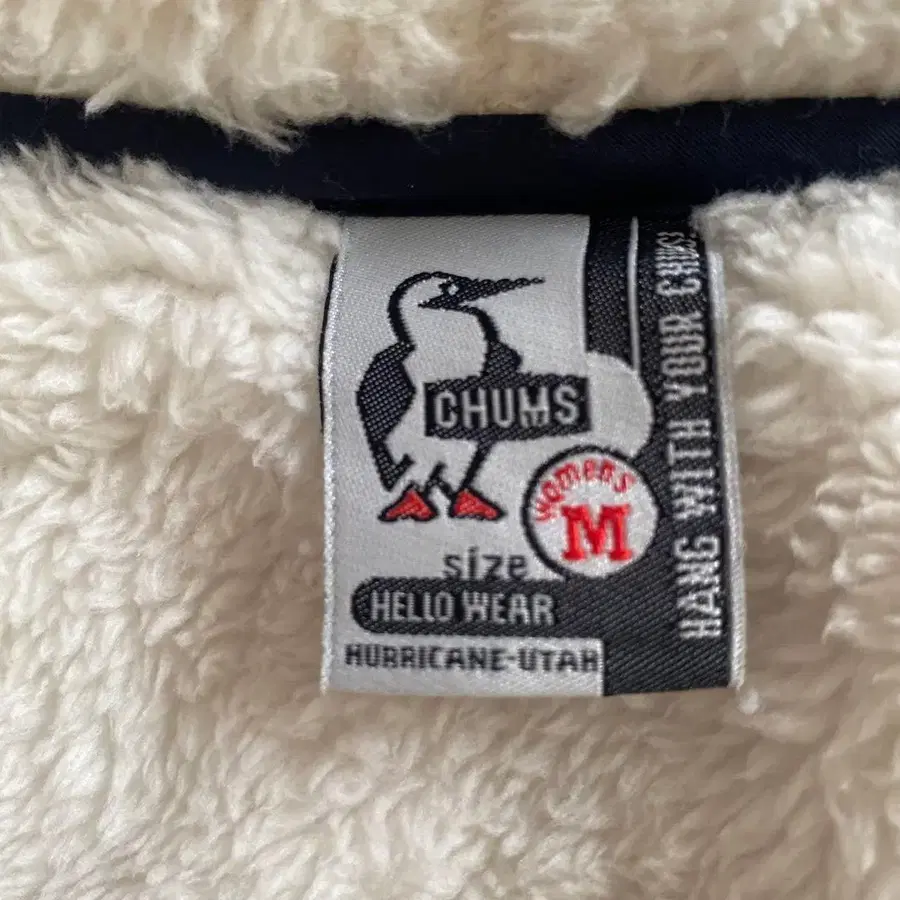 CHUMS
womens
M
size
HELLO WEAR
HURRICANE-UTAH
HANG WITH YOUR CHUMS